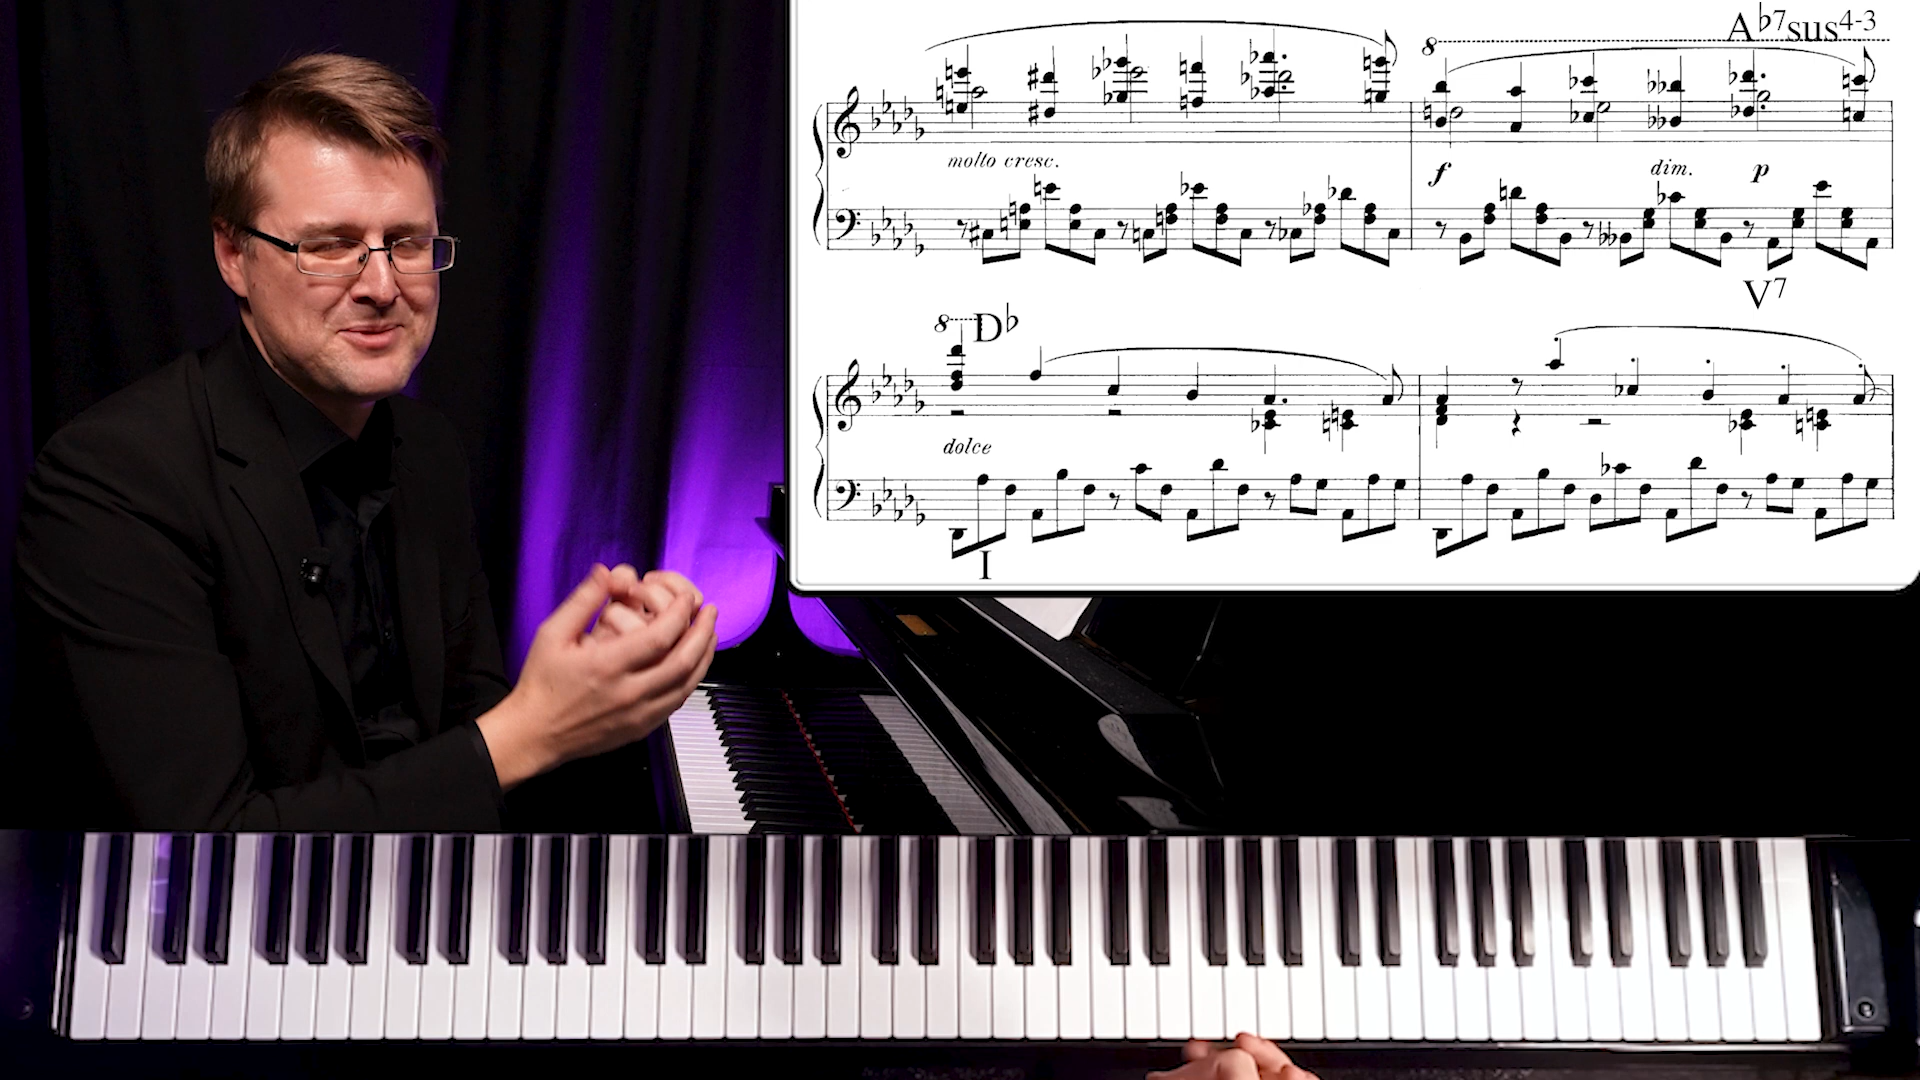 A♭7sus4-3
8
molto cresc.
f dim. p
V7
8 D♭
dolce
I